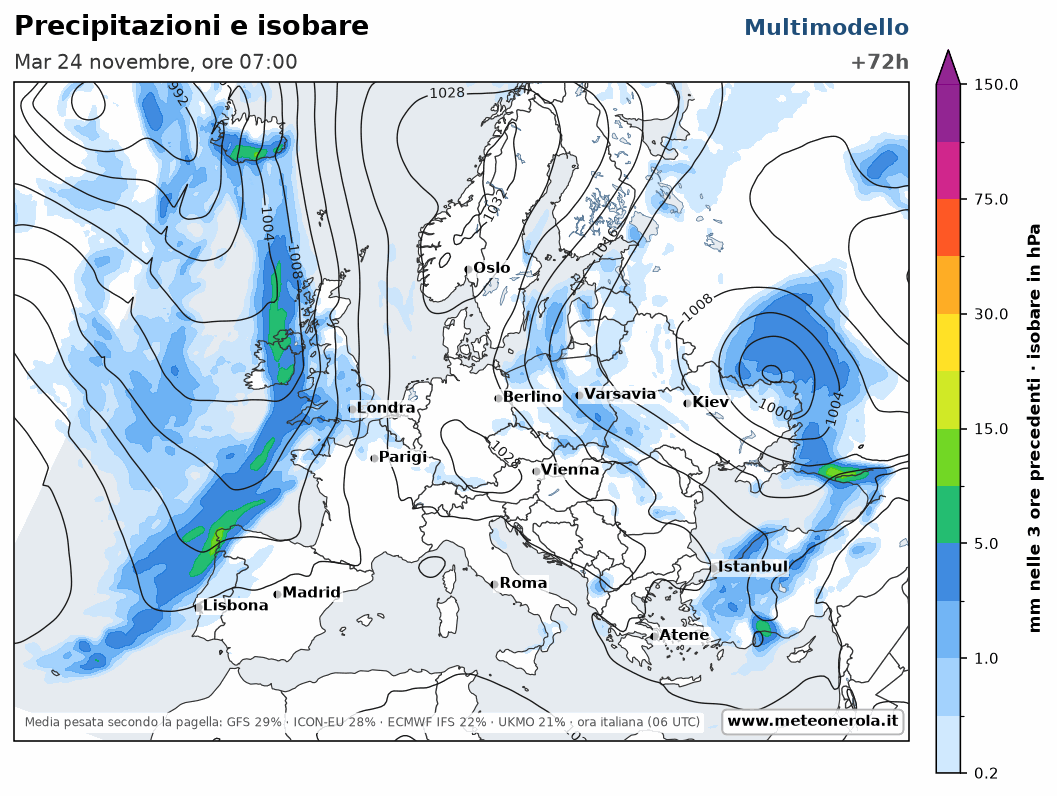 Precipitazioni e isobare
Multimodello
Mar 24 novembre, ore 07:00
+72h
992
1028
1004
1032
1008
1016
Oslo
1008
1000
1004
Londra
Berlino
Varsavia
Kiev
Parigi
Vienna
Istanbul
Madrid
Lisbona
Roma
Atene
Media pesata secondo la pagella: GFS 29% · ICON-EU 28% · ECMWF IFS 22% · UKMO 21% · ora italiana (06 UTC)
www.meteonerola.it
150.0
75.0
30.0
15.0
5.0
1.0
0.2
mm nelle 3 ore precedenti · isobare in hPa